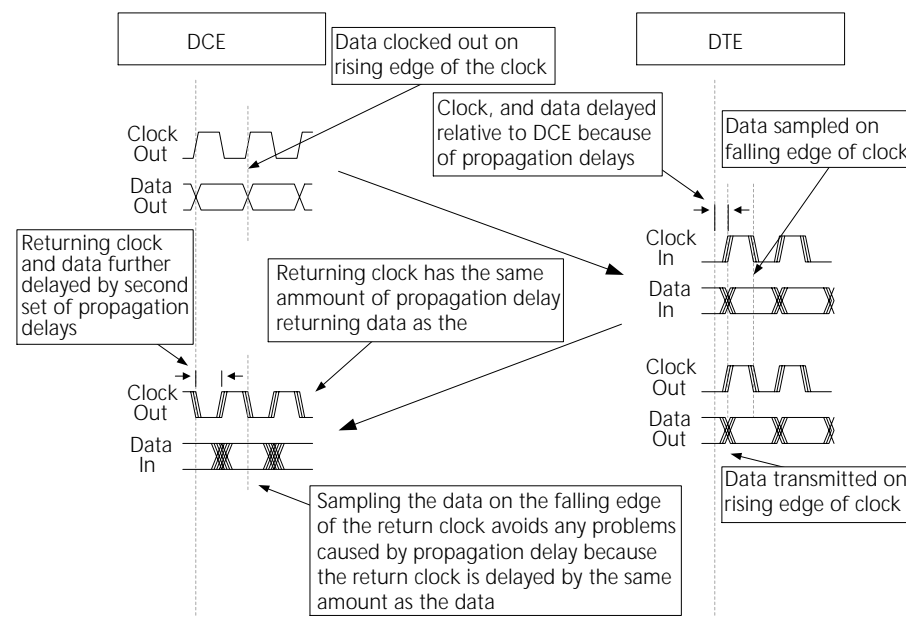 DCE
Data clocked out on
rising edge of the clock
DTE
Clock, and data delayed
relative to DCE because
of propagation delays
Data sampled on
falling edge of clock
Clock
Out
Data
Out
Returning clock
and data further
delayed by second
set of propagation
delays
Returning clock has the same
ammount of propagation delay
returning data as the
Clock
In
Data
In
Clock
Out
Data
In
Clock
Out
Data
Out
Sampling the data on the falling edge
of the return clock avoids any problems
caused by propagation delay because
the return clock is delayed by the same
amount as the data
Data transmitted on
rising edge of clock